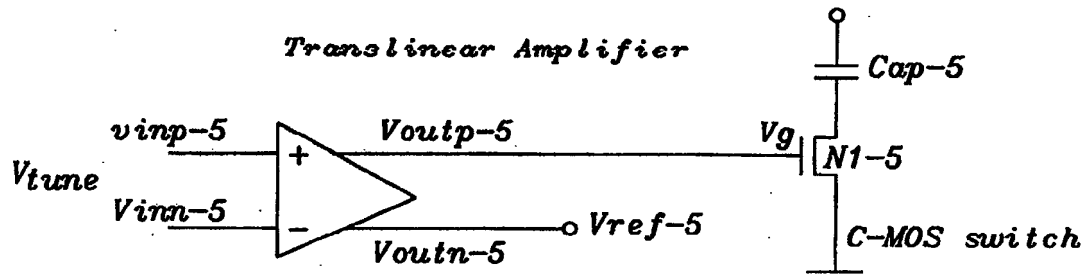 Translinear Amplifier
Cap-5
vinp-5
Voutp-5
Vg
N1-5
+
Vtune
Vinn-5
-
Voutn-5
Vref-5
C-MOS switch